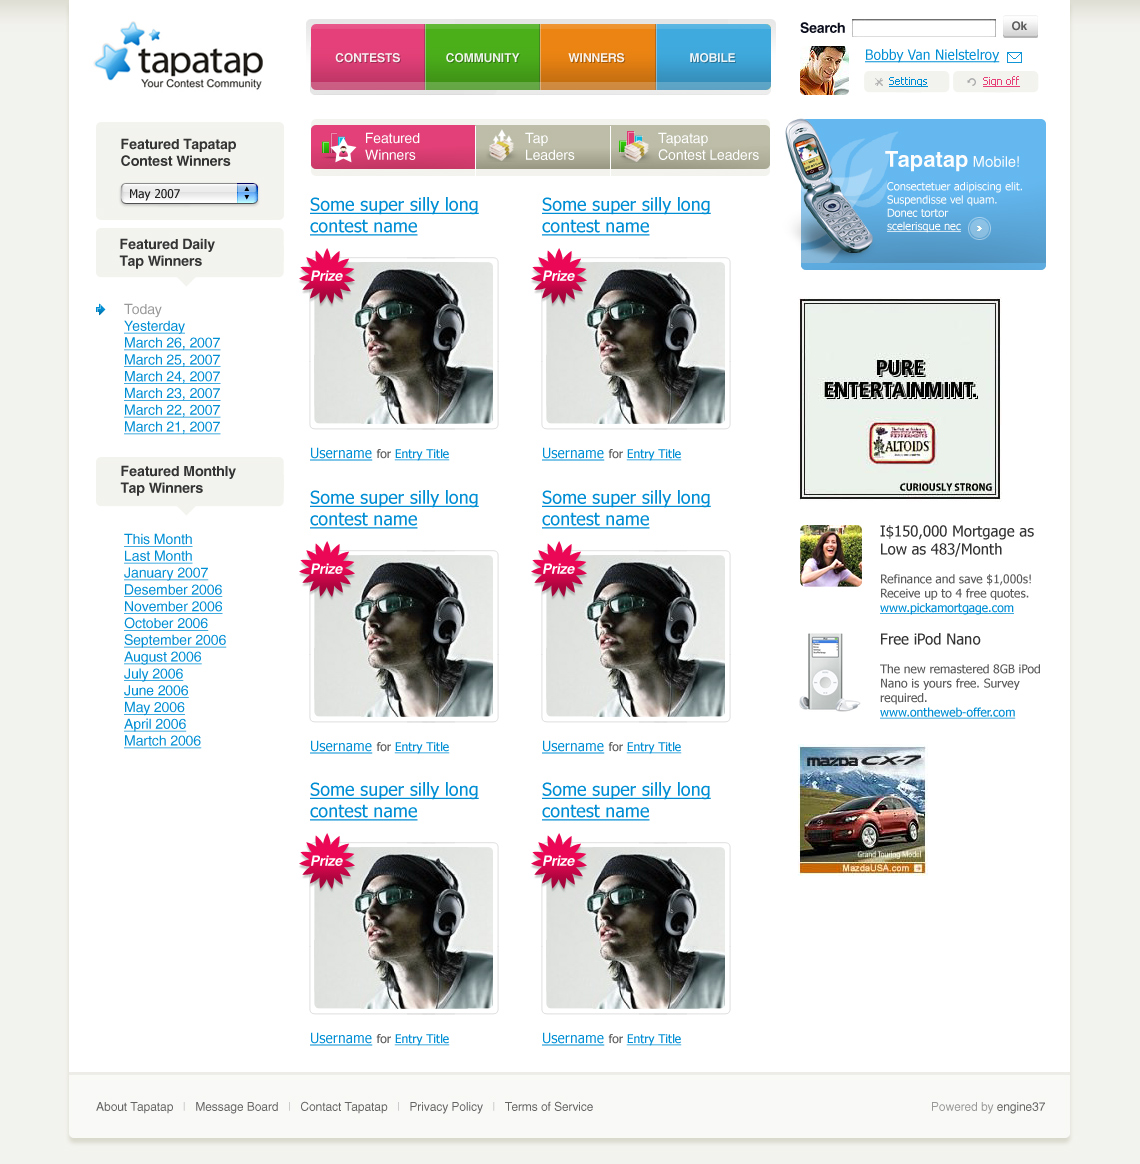 tapatap
Your Contest Community
CONTESTS
COMMUNITY
WINNERS
MOBILE
Search
Ok
Bobby Van Nielstelroy
Settings
Sign off
Featured Tapatap
Contest Winners
May 2007
Featured Daily
Tap Winners
Today
Yesterday
March 26, 2007
March 25, 2007
March 24, 2007
March 23, 2007
March 22, 2007
March 21, 2007
Featured Monthly
Tap Winners
This Month
Last Month
January 2007
Desember 2006
November 2006
October 2006
September 2006
August 2006
July 2006
June 2006
May 2006
April 2006
Martch 2006
Featured
Winners
Tap
Leaders
Tapatap
Contest Leaders
Some super silly long
contest name
Prize
Username for Entry Title
Some super silly long
contest name
Prize
Username for Entry Title
Some super silly long
contest name
Prize
Username for Entry Title
Some super silly long
contest name
Prize
Username for Entry Title
Some super silly long
contest name
Prize
Username for Entry Title
Some super silly long
contest name
Prize
Username for Entry Title
Tapatap Mobile!
Consectetuer adipiscing elit.
Suspendisse vel quam.
Donec tortor
scelerisque nec
PURE
ENTERTAINMINT.
ALTOIDS
CURIOUSLY STRONG
I$150,000 Mortgage as
Low as 483/Month
Refinance and save $1,000s!
Receive up to 4 free quotes.
www.pickamortgage.com
Free iPod Nano
The new remastered 8GB iPod
Nano is yours free. Survey
required.
www.ontheweb-offer.com
mazda CX-7
Grand Touring Model
MazdaUSA.com
About Tapatap
Message Board
Contact Tapatap
Privacy Policy
Terms of Service
Powered by engine37